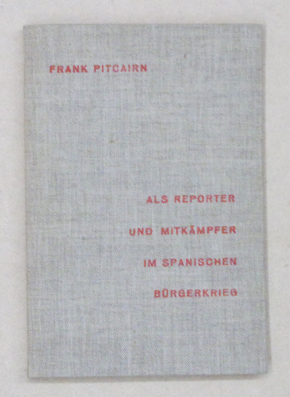 FRANK PITCAIRN
ALS REPORTER
UND MITKÄMPFER
IM SPANISCHEN
BÜRGERKRIEG